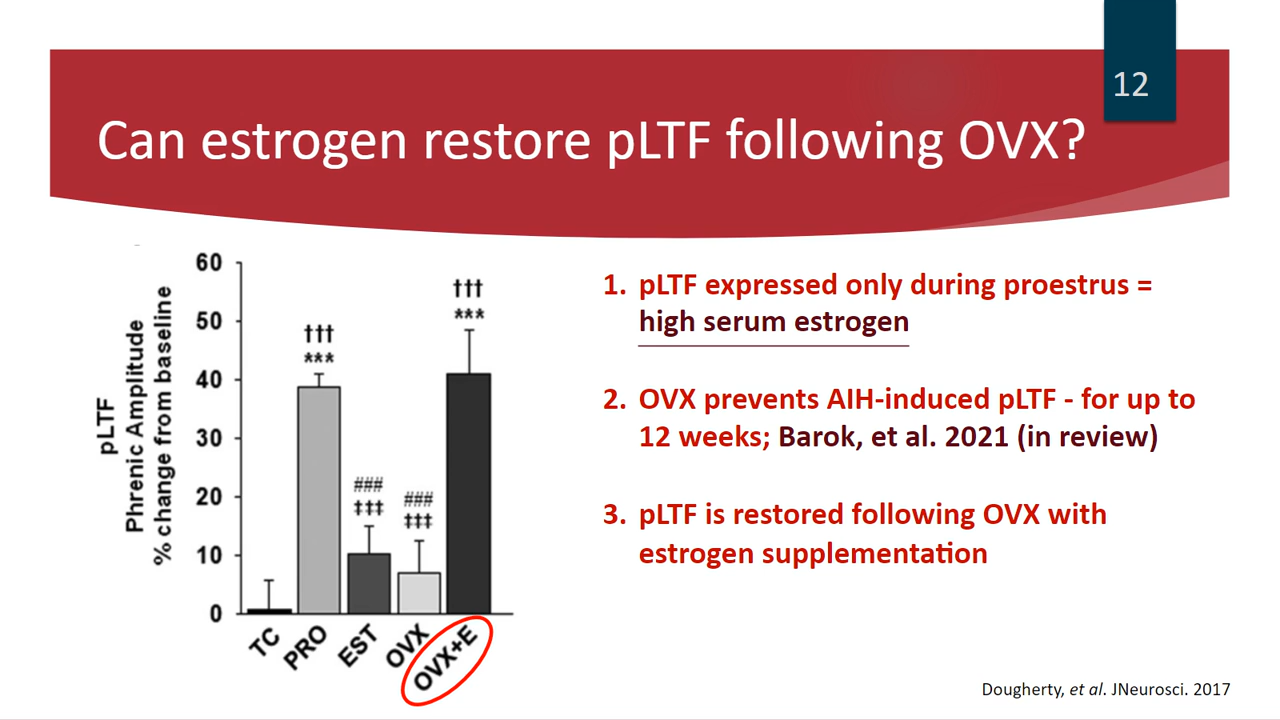 12
Can estrogen restore pLTF following OVX?
pLTF
Phrenic Amplitude
% change from baseline
60
50
40
30
20
10
0
†††
***
###
‡‡‡
###
‡‡‡
†††
***
TC
PRO
EST
OVX
OVX+E
1. pLTF expressed only during proestrus =
high serum estrogen
2. OVX prevents AIH-induced pLTF - for up to
12 weeks; Barok, et al. 2021 (in review)
3. pLTF is restored following OVX with
estrogen supplementation
Dougherty, et al. JNeurosci. 2017